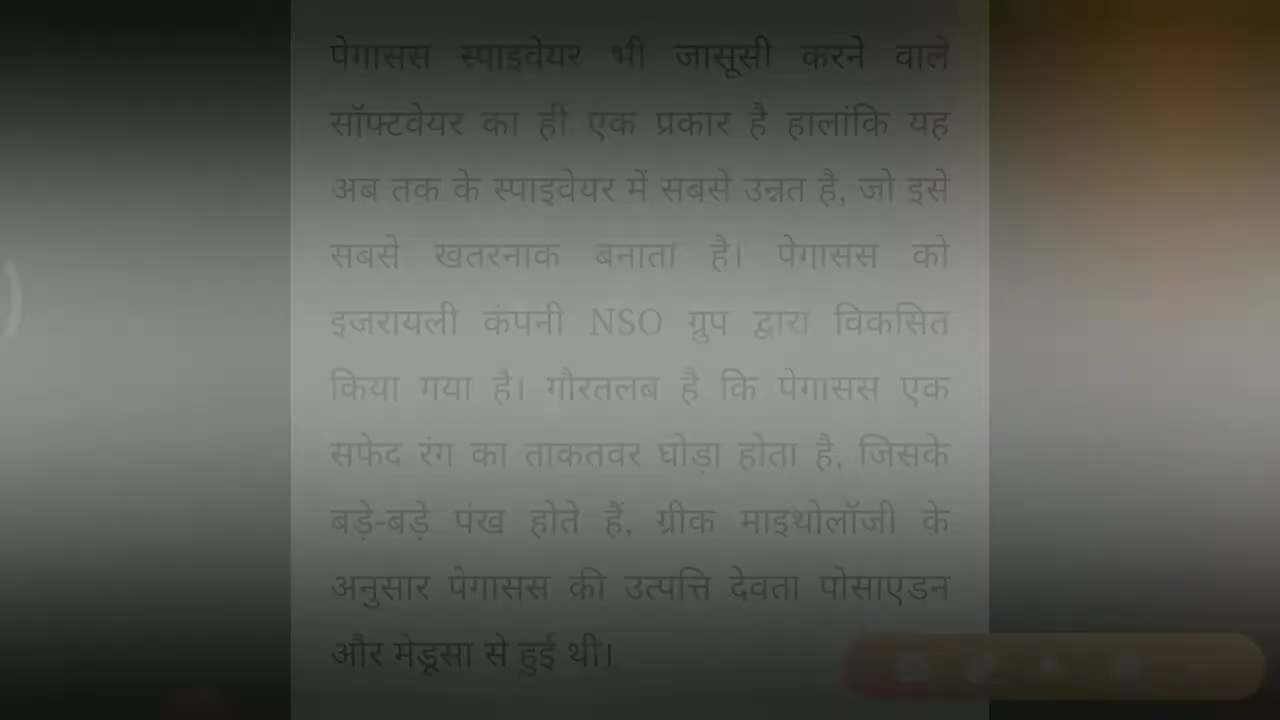 पेगासस स्पाइवेयर भी जासूसी करने वाले
सॉफ्टवेयर का ही एक प्रकार है हालांकि यह
अब तक के स्पाइवेयर में सबसे उन्नत है, जो इसे
सबसे खतरनाक बनाता है। पेगासस को
इजरायली कंपनी NSO ग्रुप द्वारा विकसित
किया गया है। गौरतलब है कि पेगासस एक
सफेद रंग का ताकतवर घोड़ा होता है, जिसके
बड़े-बड़े पंख होते हैं, ग्रीक माइथोलॉजी के
अनुसार पेगासस की उत्पत्ति देवता पोसाएडन
और मेडूसा से हुई थी।